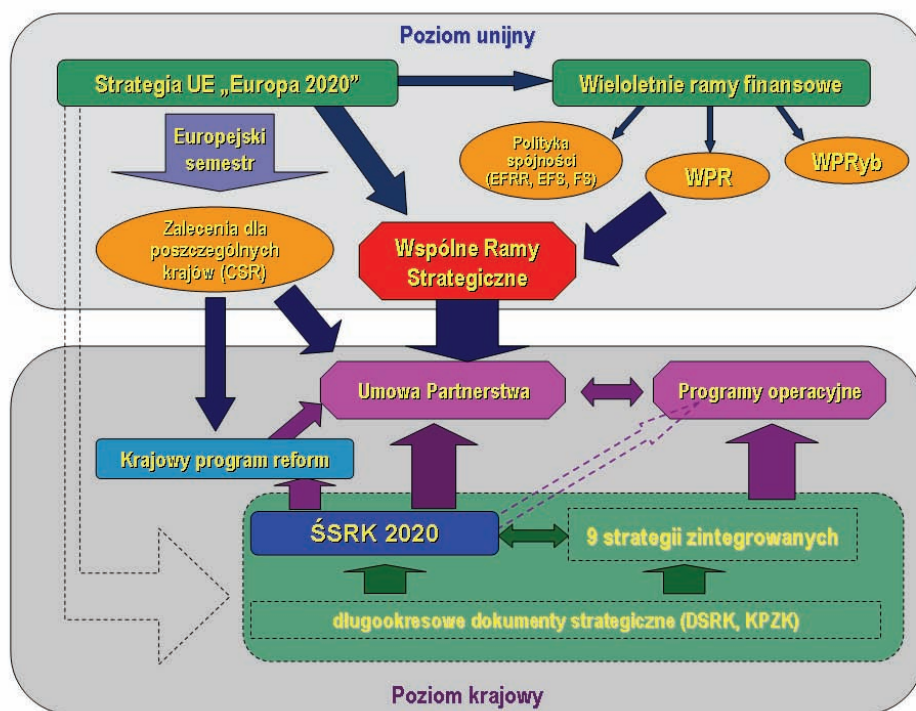 Poziom unijny
Strategia UE „Europa 2020”
Wieloletnie ramy finansowe
Europejski
semestr
Polityka
spójności
(EFRR, EFS, FS)
WPR
WPRyb
Zalecenia dla
poszczególnych
krajów (CSR)
Wspólne Ramy
Strategiczne
Umowa Partnerstwa
Programy operacyjne
Krajowy program reform
ŚSRK 2020
9 strategii zintegrowanych
długookresowe dokumenty strategiczne (DSRK, KPZK)
Poziom krajowy